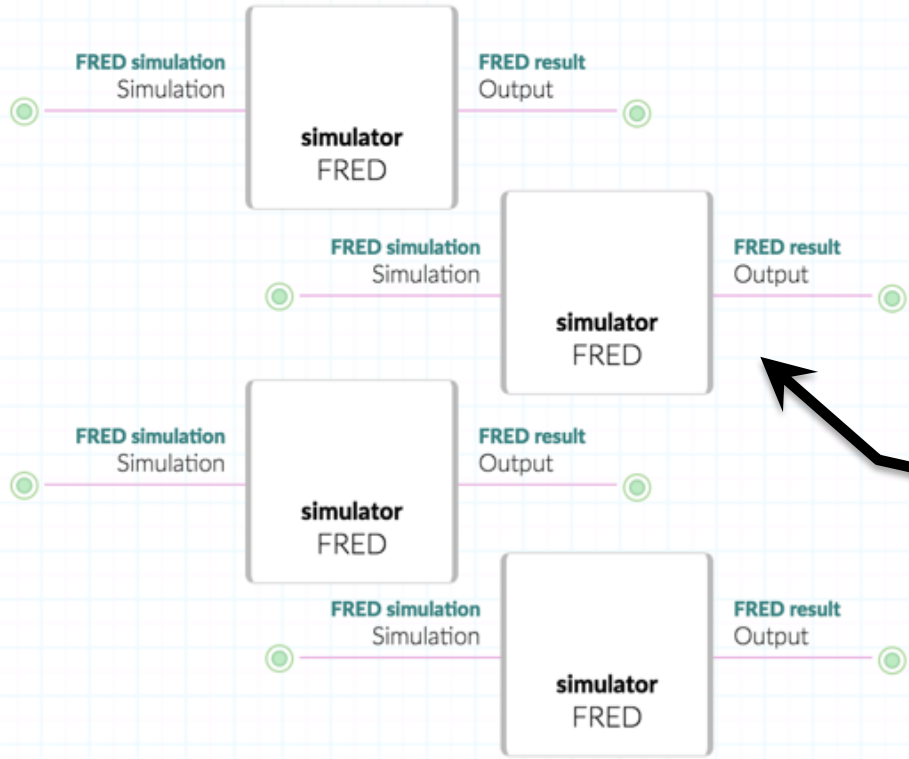 FRED simulation
Simulation
simulator
FRED
FRED result
Output
FRED simulation
Simulation
simulator
FRED
FRED result
Output
FRED simulation
Simulation
simulator
FRED
FRED result
Output
FRED simulation
Simulation
simulator
FRED
FRED result
Output